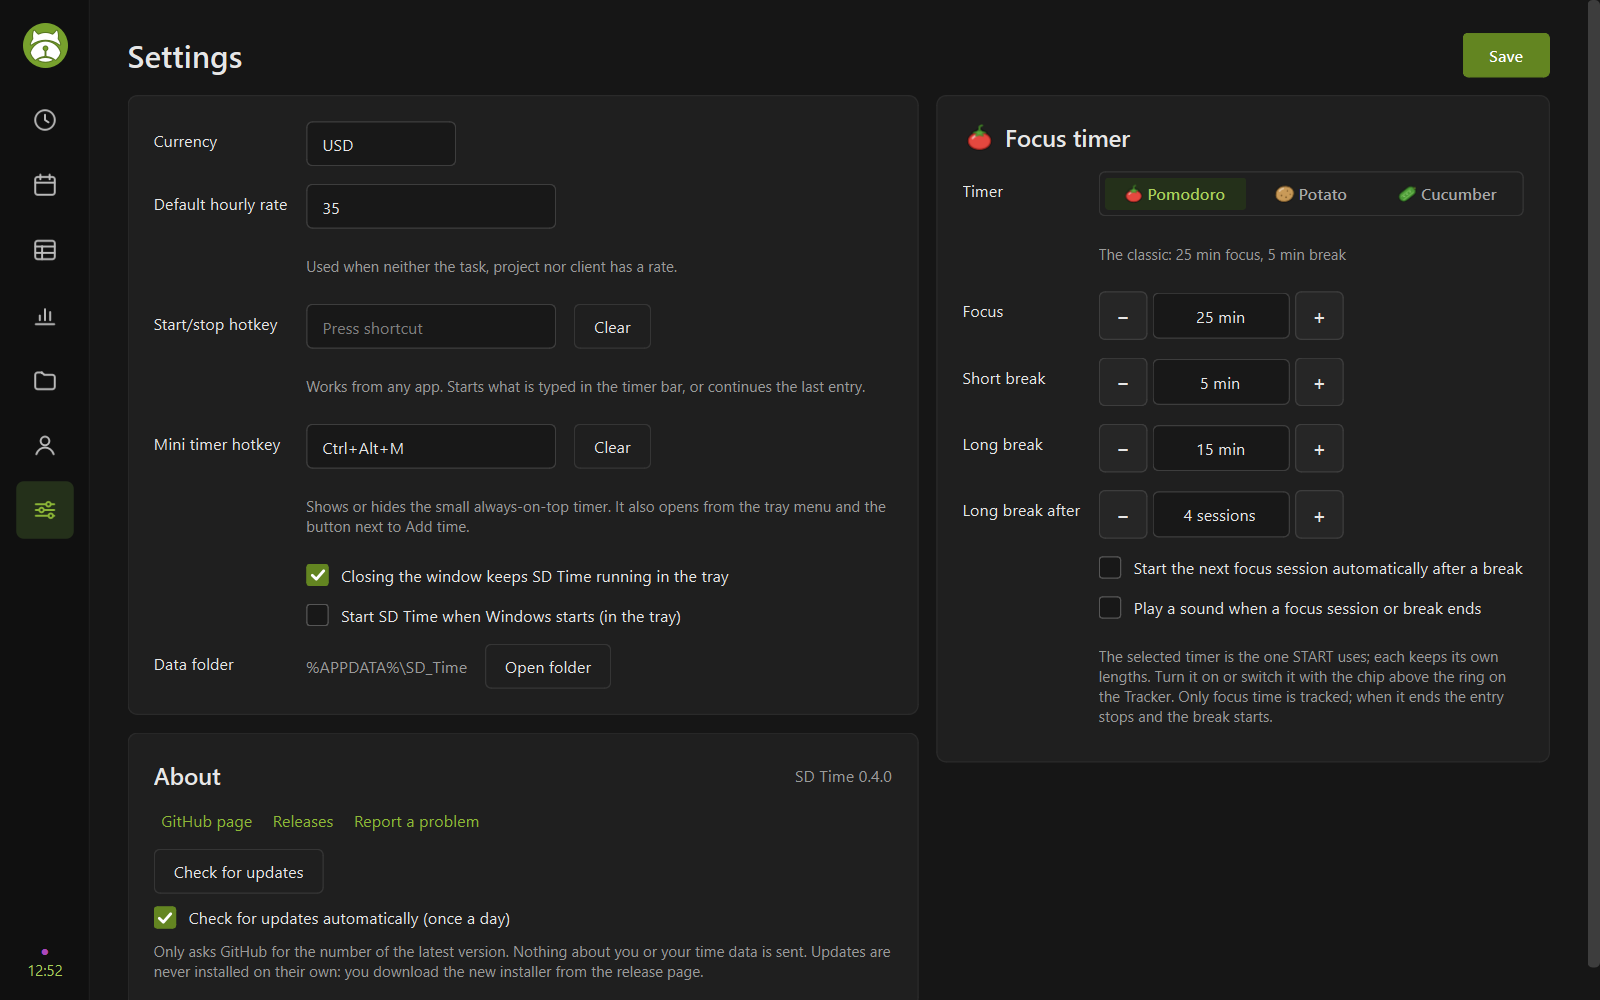 Settings
Save
Currency
USD
Default hourly rate
35
Used when neither the task, project nor client has a rate.
Start/stop hotkey
Press shortcut
Clear
Works from any app. Starts what is typed in the timer bar, or continues the last entry.
Mini timer hotkey
Ctrl+Alt+M
Clear
Shows or hides the small always-on-top timer. It also opens from the tray menu and the
button next to Add time.
Closing the window keeps SD Time running in the tray
Start SD Time when Windows starts (in the tray)
Data folder
%APPDATA%\SD_Time
Open folder
About
SD Time 0.4.0
GitHub page
Releases
Report a problem
Check for updates
Check for updates automatically (once a day)
Only asks GitHub for the number of the latest version. Nothing about you or your time data is sent. Updates are
never installed on their own: you download the new installer from the release page.
Focus timer
Timer
Pomodoro
Potato
Cucumber
The classic: 25 min focus, 5 min break
Focus
− 25 min +
Short break
− 5 min +
Long break
− 15 min +
Long break after
− 4 sessions +
Start the next focus session automatically after a break
Play a sound when a focus session or break ends
The selected timer is the one START uses; each keeps its own
lengths. Turn it on or switch it with the chip above the ring on
the Tracker. Only focus time is tracked; when it ends the entry
stops and the break starts.
12:52